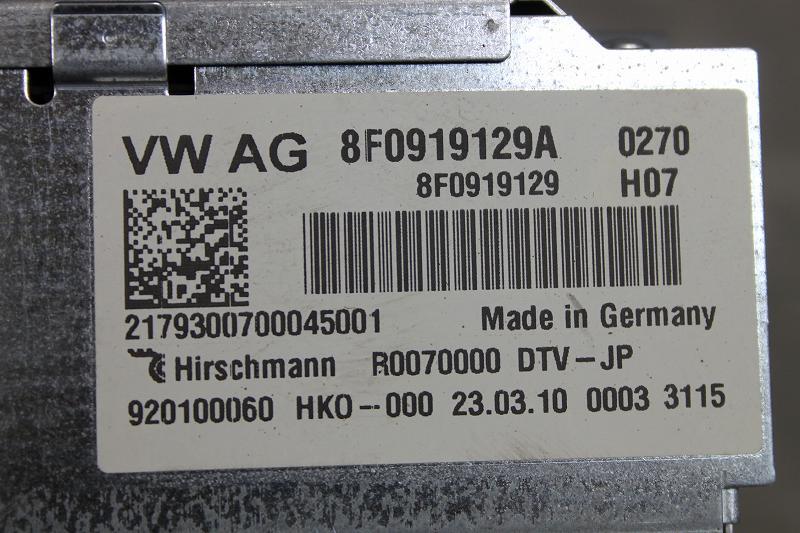 VW AG 8F0919129A 0270
8F0919129 H07
2179300700045001 Made in Germany
Hirschmann R0070000 DTV-JP
920100060 HKO-000 23.03.10 0003 3115